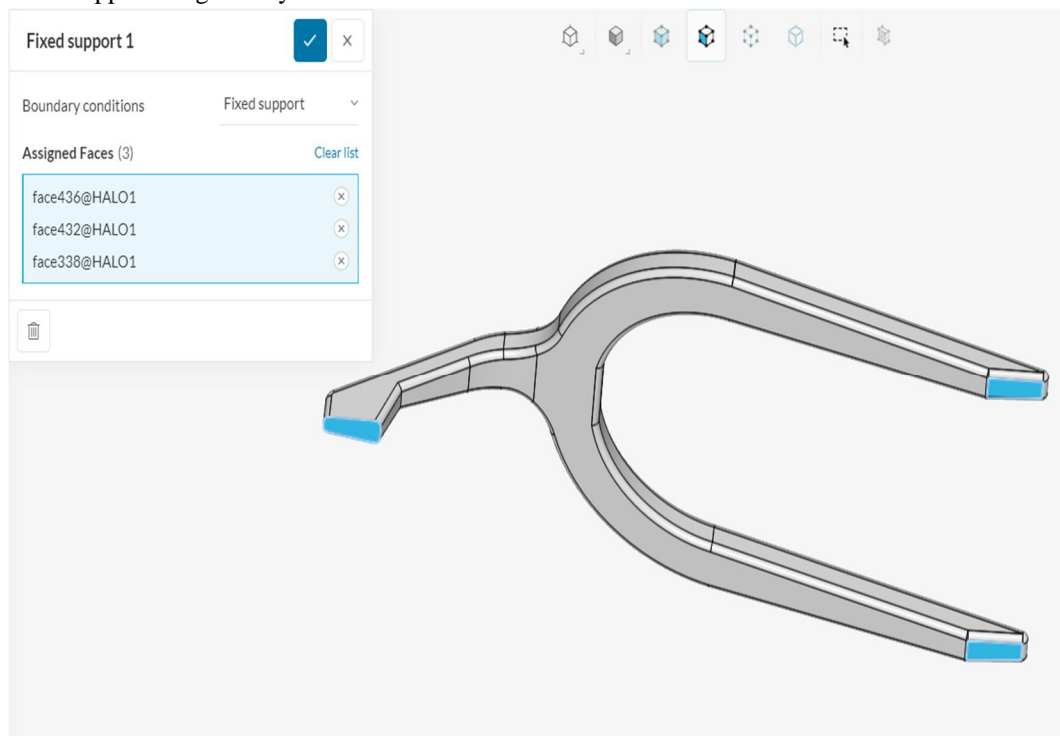 Fixed support 1
Boundary conditions Fixed support
Assigned Faces (3) Clear list
face436@HALO1
face432@HALO1
face338@HALO1